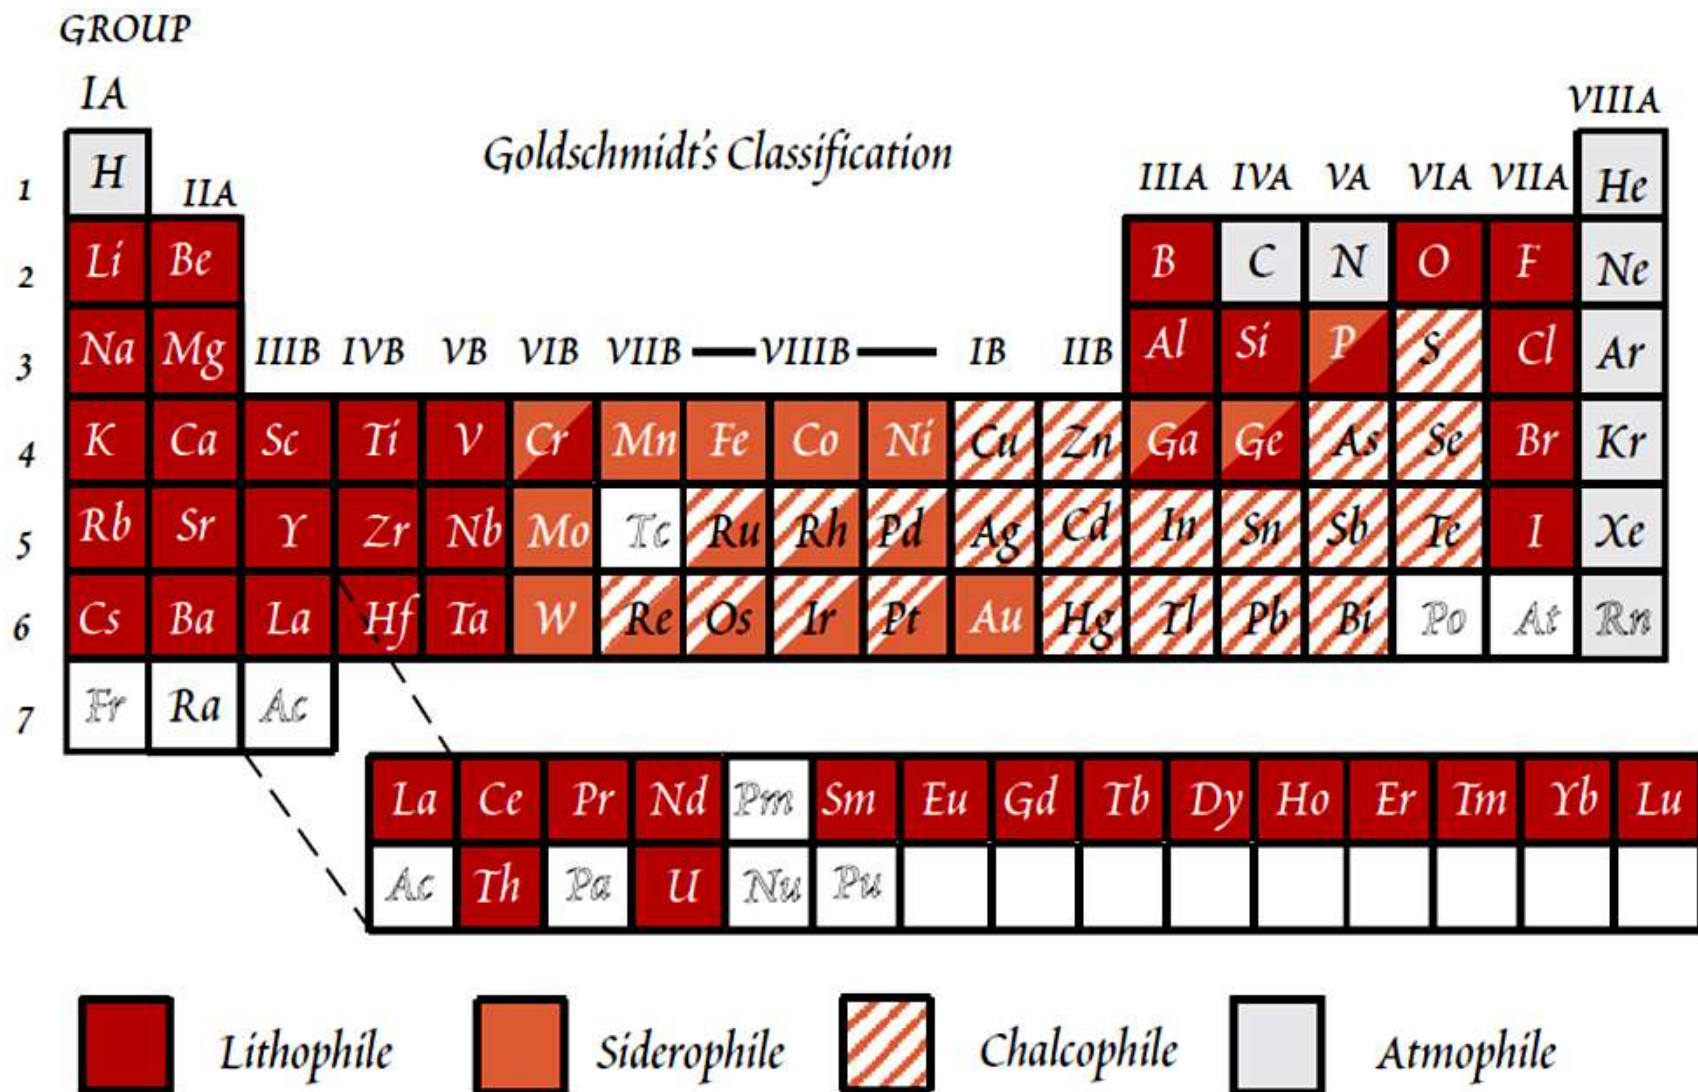 GROUP
IA
VIIIA
Goldschmidt's Classification
1 H IIA IIIA IVA VA VIA VIIA He
2 Li Be B C N O F Ne
3 Na Mg IIIB IVB VB VIB VIIB VIIIB IB IIB Al Si P S Cl Ar
4 K Ca Sc Ti V Cr Mn Fe Co Ni Cu Zn Ga Ge As Se Br Kr
5 Rb Sr Y Zr Nb Mo Tc Ru Rh Pd Ag Cd In Sn Sb Te I Xe
6 Cs Ba La Hf Ta W Re Os Ir Pt Au Hg Tl Pb Bi Po At Rn
7 Fr Ra Ac
La Ce Pr Nd Pm Sm Eu Gd Tb Dy Ho Er Tm Yb Lu
Ac Th Pa U Nu Pu
Lithophile Siderophile Chalcophile Atmophile